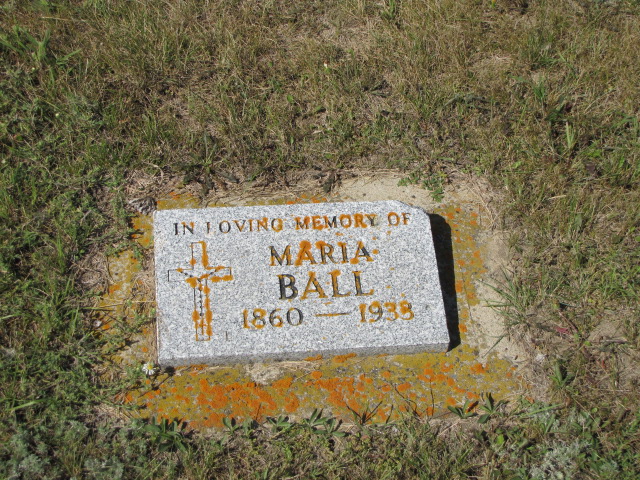 IN LOVING MEMORY OF
MARIA
BALL
1860 — 1938